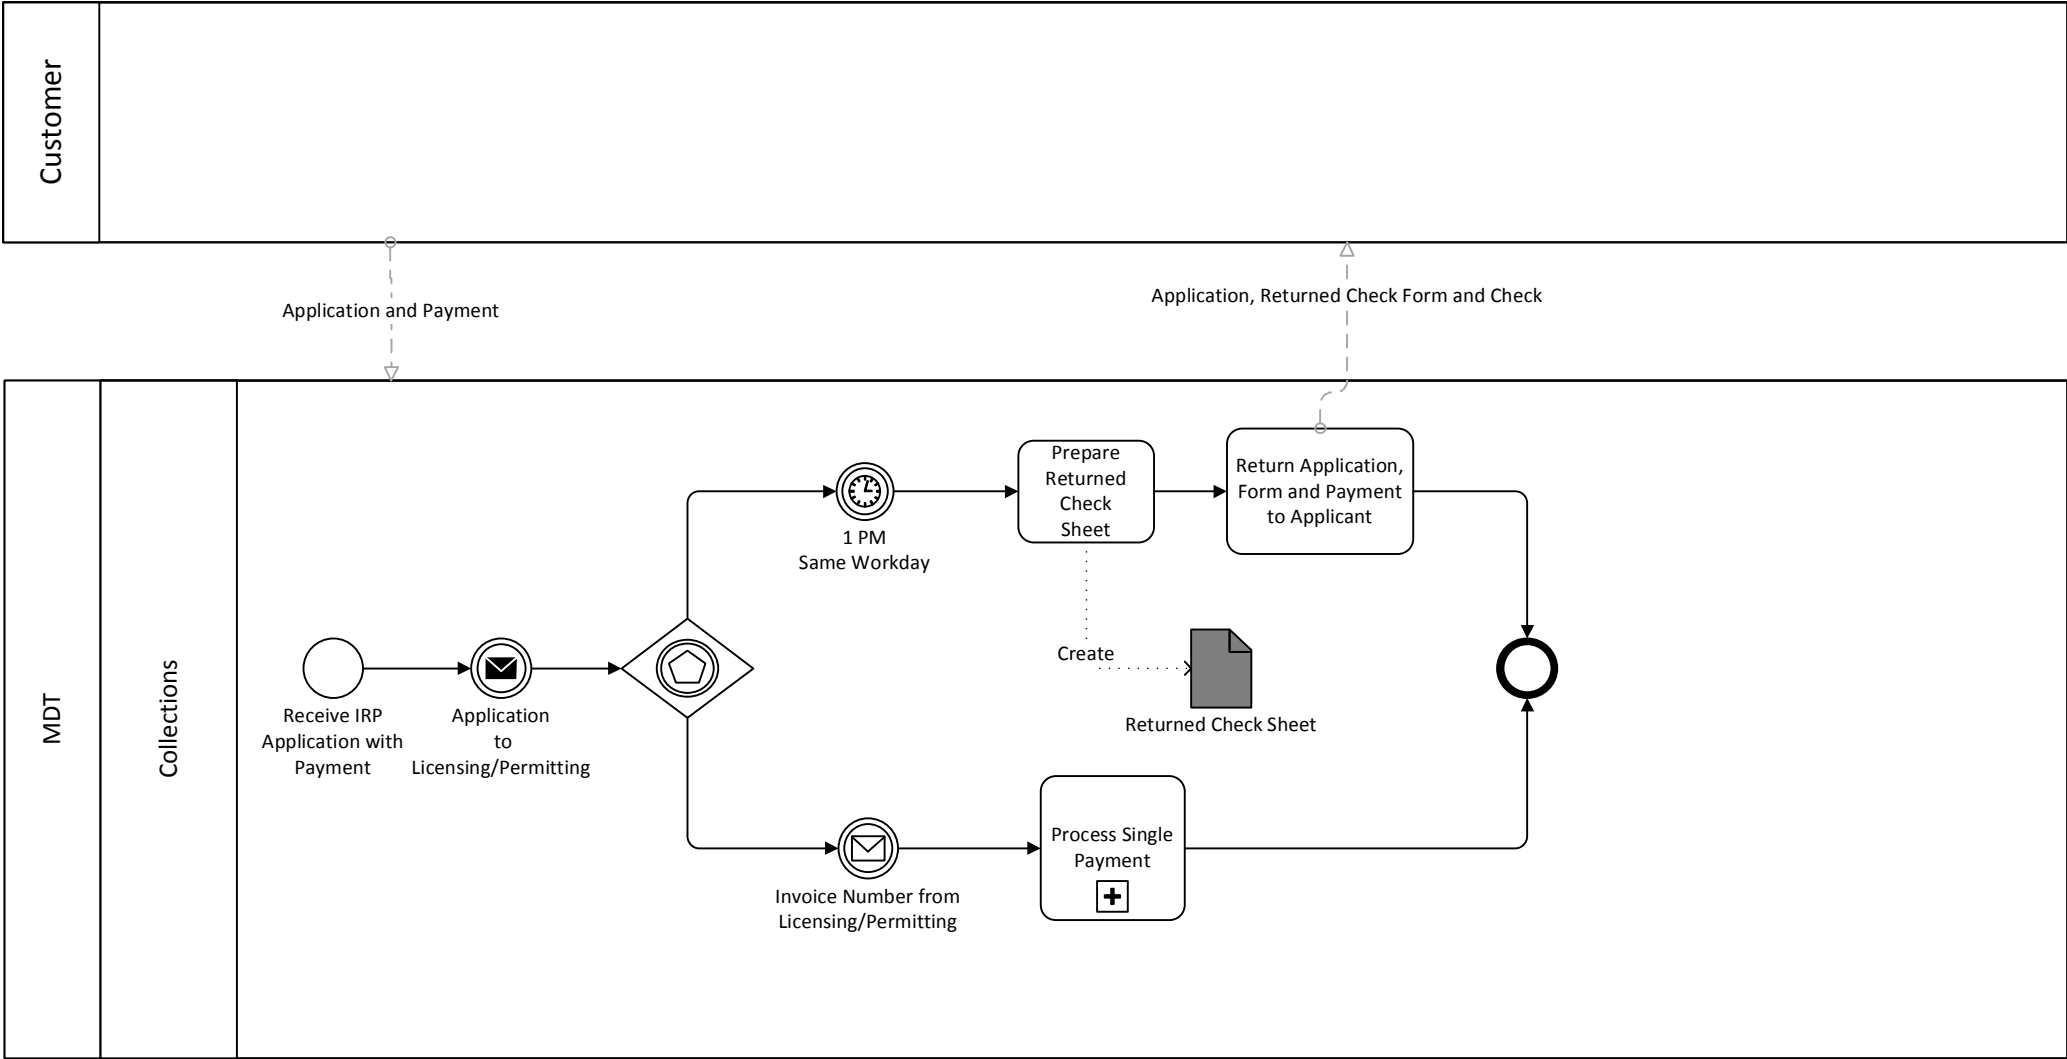 Customer
Application and Payment
Application, Returned Check Form and Check
MDT
Collections
Receive IRP
Application with
Payment
Application
to
Licensing/Permitting
1 PM
Same Workday
Prepare
Returned
Check
Sheet
Return Application,
Form and Payment
to Applicant
Create
Returned Check Sheet
Invoice Number from
Licensing/Permitting
Process Single
Payment